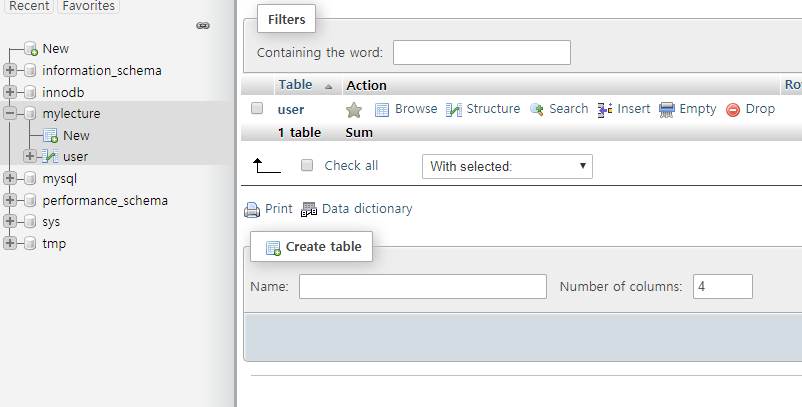 Recent Favorites
New
information_schema
innodb
mylecture
New
user
mysql
performance_schema
sys
tmp
Filters
Containing the word:
Table Action
user Browse Structure Search Insert Empty Drop
1 table Sum
Check all With selected:
Print Data dictionary
Create table
Name: Number of columns: 4